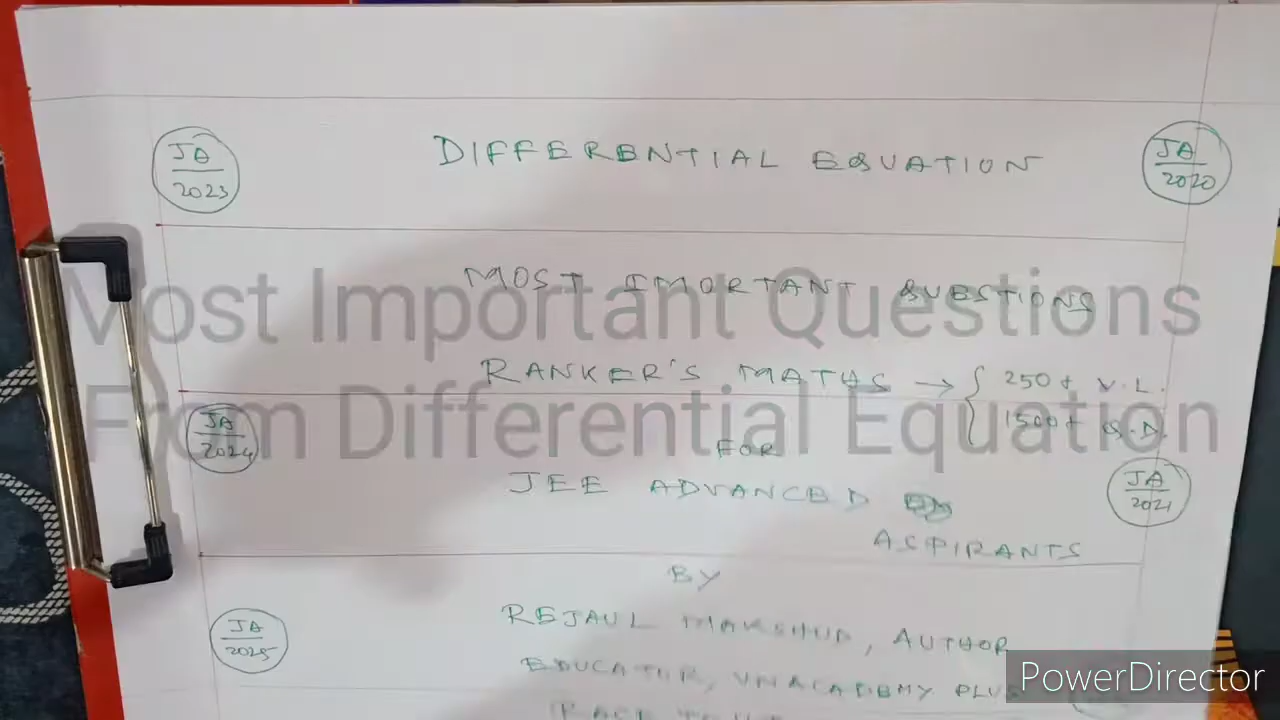 JA
2023
DIFFERENTIAL EQUATION
JA
2020
MOST IMORTANT QUESTIONS
Most Important Questions
RANKER'S MATHS → { 250+ V.L.
1500+ Q.D.
From Differential Equation
JA
2024
FOR
JEE ADVANCED
JA
2021
ASPIRANTS
BY
JA
2025
REJAUL MAKSHUD, AUTHOR
EDUCATOR, UNACADEMY PLUS
PowerDirector